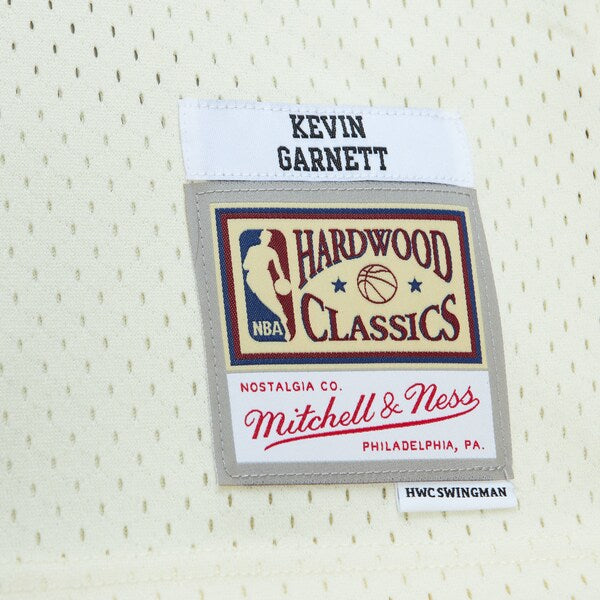 KEVIN
GARNETT
HARDWOOD
NBA
CLASSICS
NOSTALGIA CO.
Mitchell & Ness
PHILADELPHIA, PA.
HWC SWINGMAN